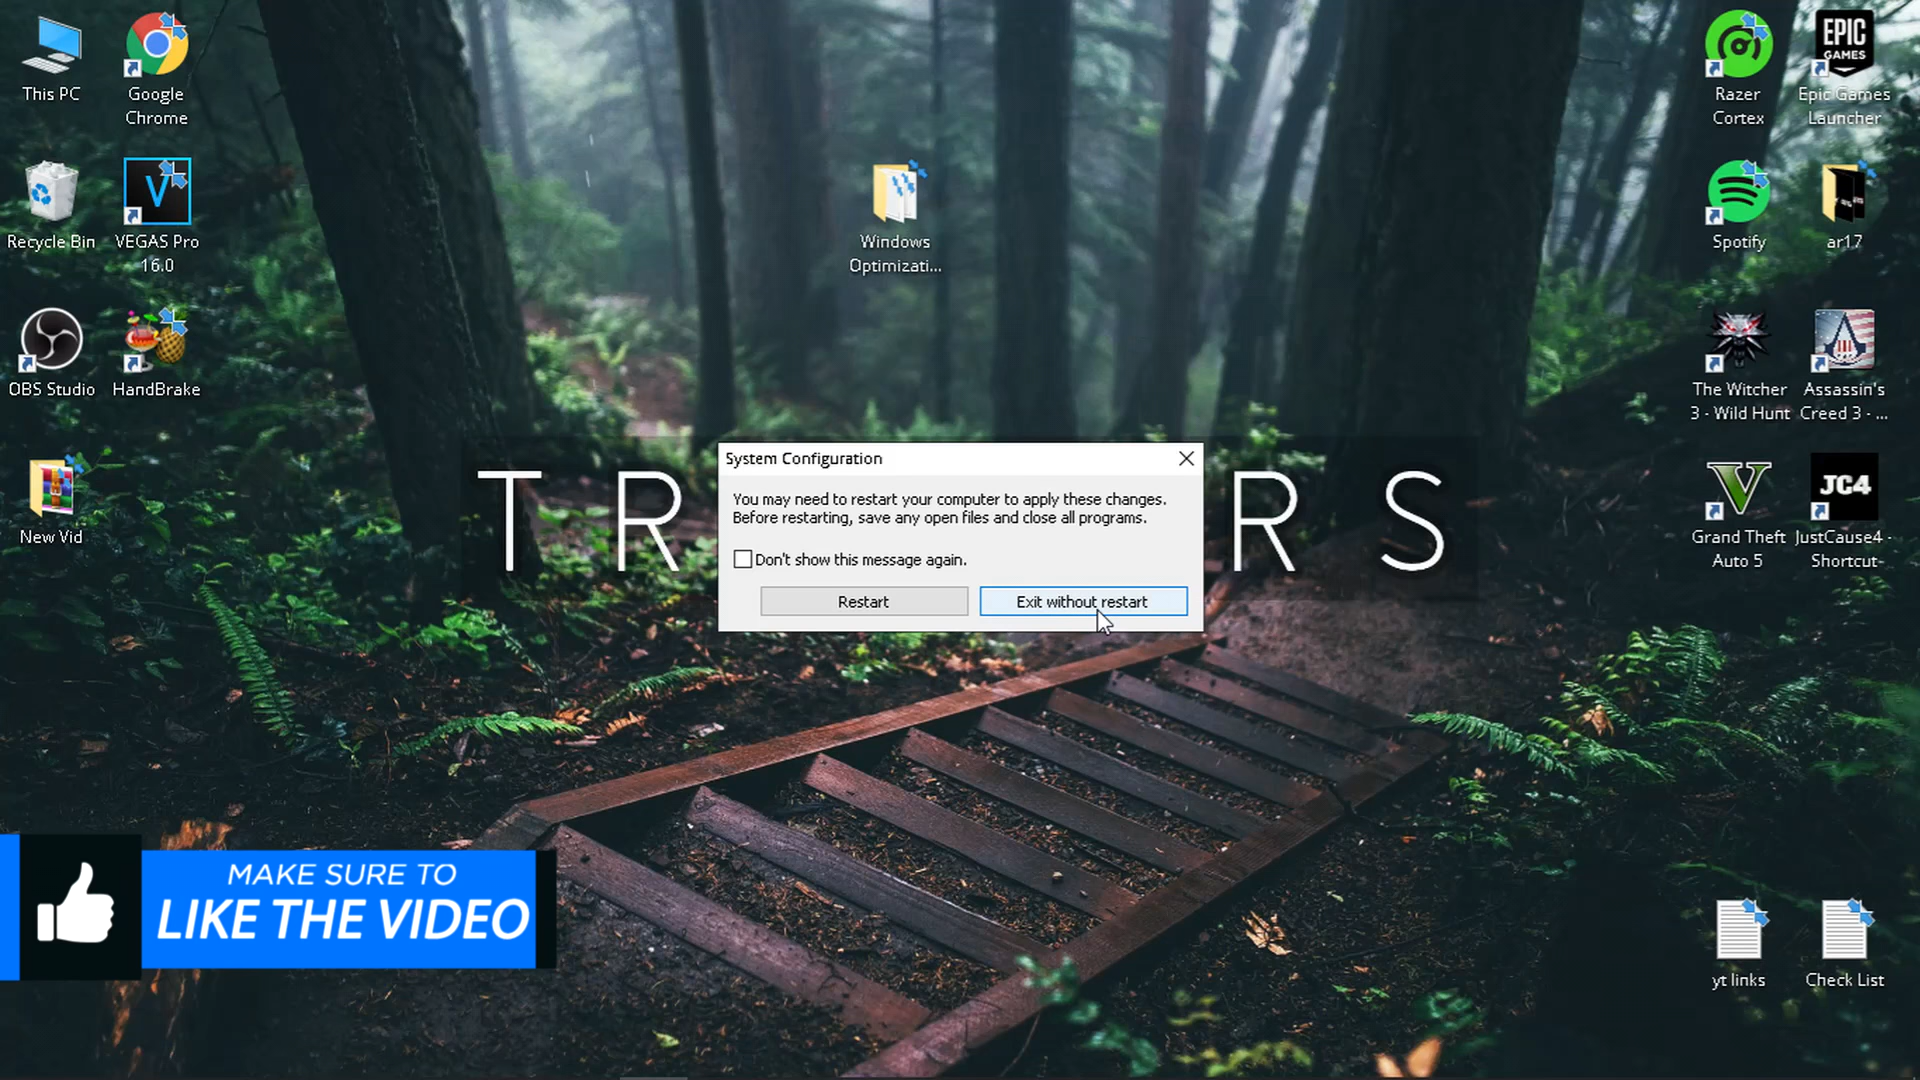 This PC
Google
Chrome
Recycle Bin
VEGAS Pro
16.0
OBS Studio
HandBrake
New Vid
Windows
Optimizati...
Razer
Cortex
EPIC
GAMES
Epic Games
Launcher
Spotify
ar17
The Witcher
3 - Wild Hunt
Assassin's
Creed 3 - ...
Grand Theft
Auto 5
JC4
JustCause4 -
Shortcut
T R
R S
System Configuration
You may need to restart your computer to apply these changes.
Before restarting, save any open files and close all programs.
Don't show this message again.
Restart
Exit without restart
MAKE SURE TO
LIKE THE VIDEO
yt links
Check List